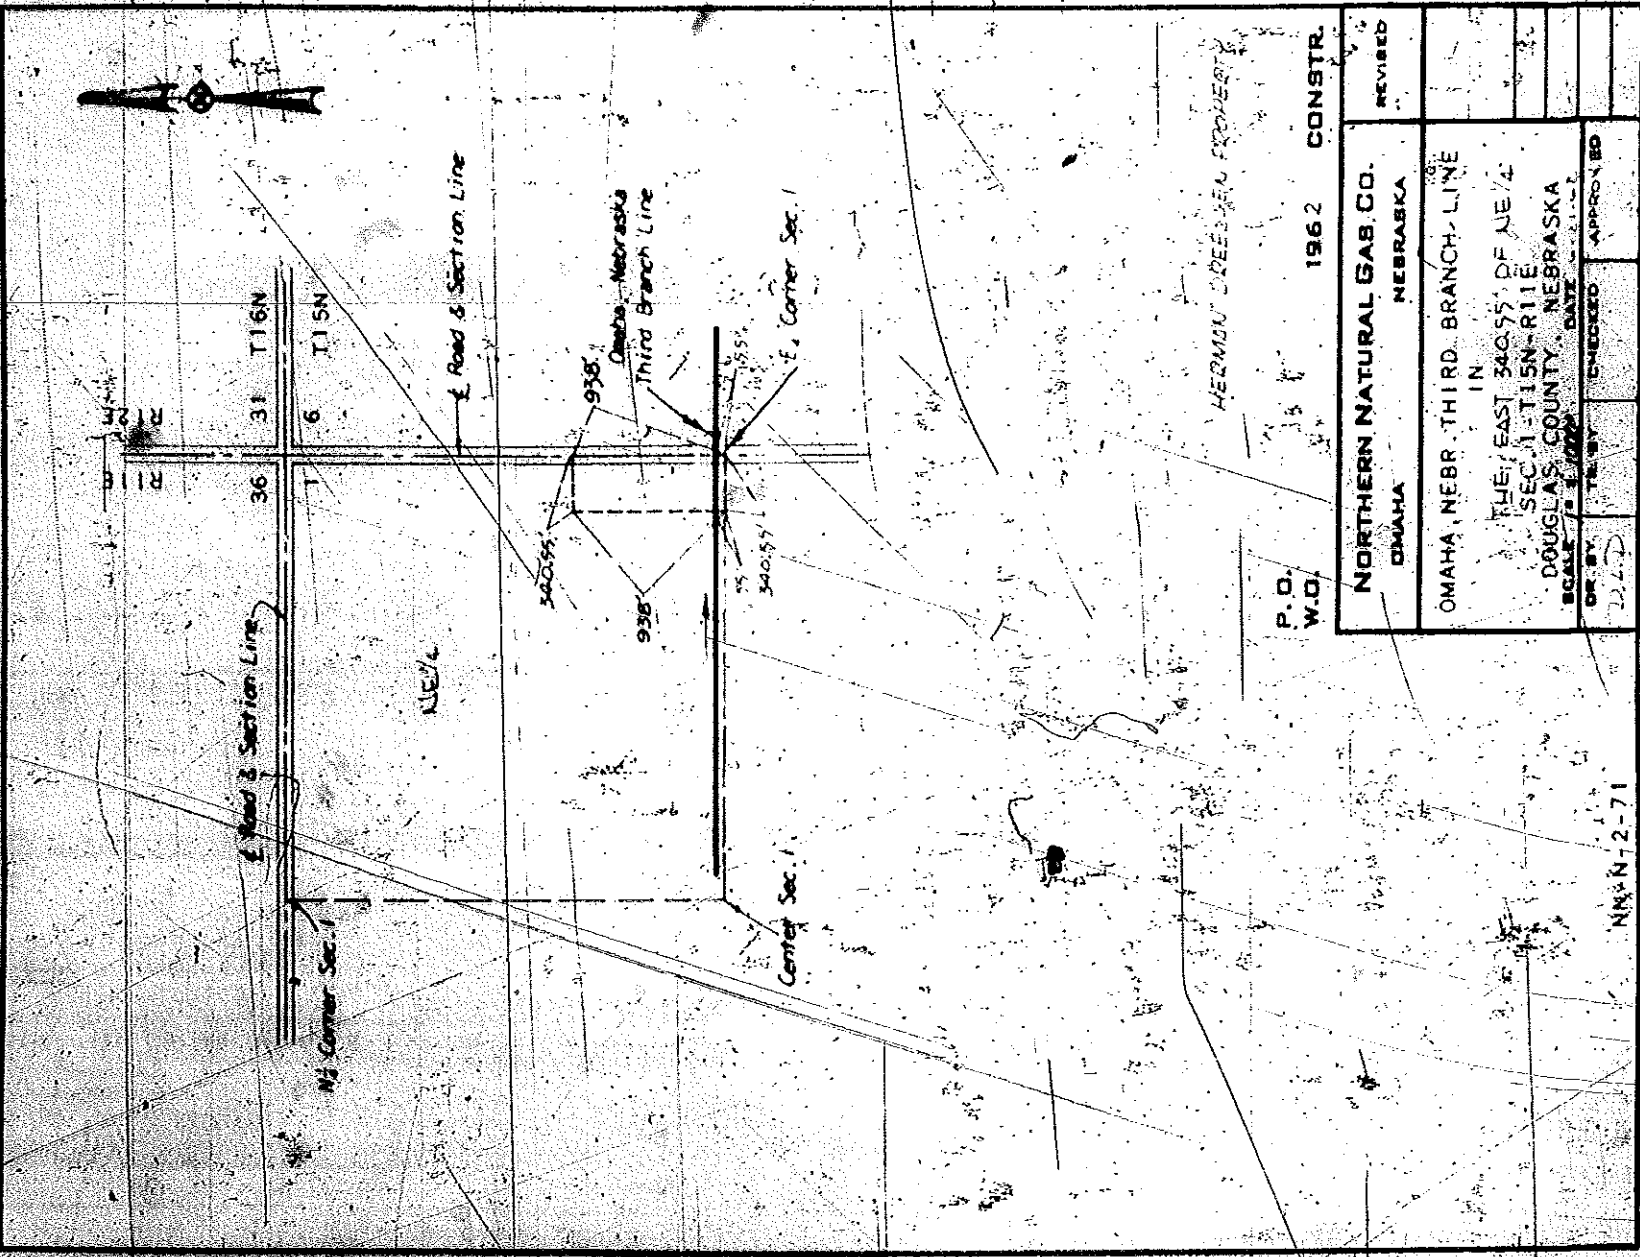 R11E
R12E
36
31
T16N
1
6
T15N
℄ Road & Section Line
N¼ Corner Sec. 1
℄ Road & Section Line
NE¼
340.55'
938'
938'
Omaha, Nebraska
Third Branch Line
55'
340.55'
55'
E¼ Corner Sec. 1
Center Sec. 1
PROPERTY
P.O.
W.O.
1962 CONSTR.
NORTHERN NATURAL GAS CO.
OMAHA NEBRASKA
REVISED
OMAHA, NEBR. THIRD BRANCH LINE
IN
THE EAST 340.55' OF NE¼
SEC. 1-T15N-R11E
DOUGLAS COUNTY, NEBRASKA
SCALE DATE
DR. BY TR. BY CHECKED APPROVED
N-2-71